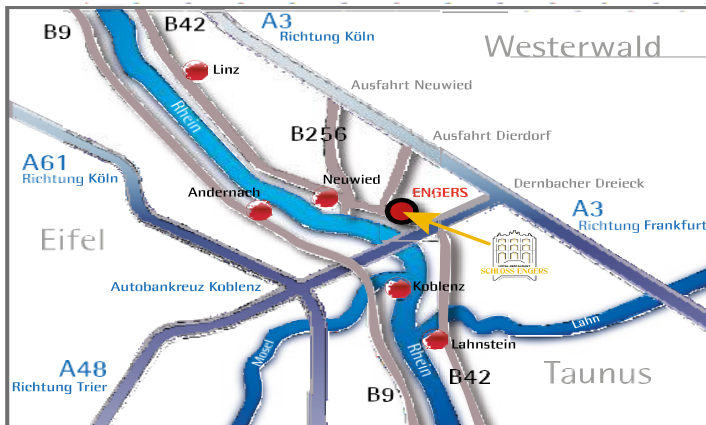 B9
B42
A3
Richtung Köln
Westerwald
Linz
Ausfahrt Neuwied
Rhein
B256
Ausfahrt Dierdorf
A61
Richtung Köln
Andernach
Neuwied
ENGERS
Dernbacher Dreieck
A3
Richtung Frankfurt
Eifel
SCHLOSS ENGERS
Autobankreuz Koblenz
Koblenz
Lahn
Mosel
Rhein
Lahnstein
A48
Richtung Trier
B9
B42
Taunus